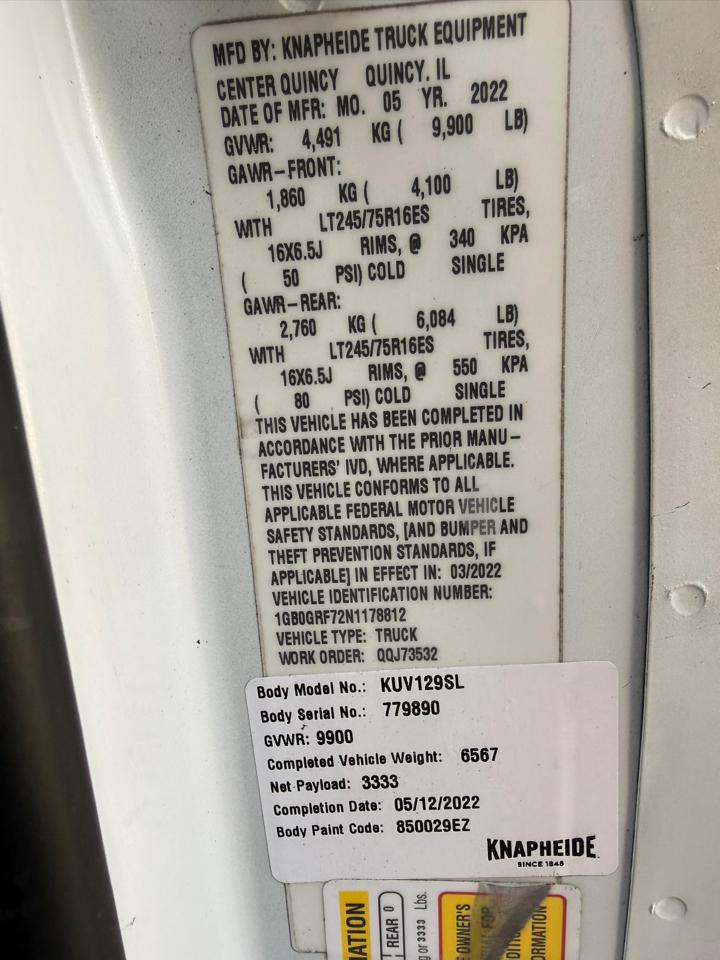 MFD BY: KNAPHEIDE TRUCK EQUIPMENT
CENTER QUINCY QUINCY, IL
DATE OF MFR: MO. 05 YR. 2022
GVWR: 4,491 KG ( 9,900 LB)
GAWR-FRONT:
1,860 KG ( 4,100 LB)
WITH LT245/75R16ES TIRES,
16X6.5J RIMS, @ 340 KPA
( 50 PSI) COLD SINGLE
GAWR-REAR:
2,760 KG ( 6,084 LB)
WITH LT245/75R16ES TIRES,
16X6.5J RIMS, @ 550 KPA
( 80 PSI) COLD SINGLE
THIS VEHICLE HAS BEEN COMPLETED IN
ACCORDANCE WITH THE PRIOR MANU-
FACTURERS' IVD, WHERE APPLICABLE.
THIS VEHICLE CONFORMS TO ALL
APPLICABLE FEDERAL MOTOR VEHICLE
SAFETY STANDARDS, [AND BUMPER AND
THEFT PREVENTION STANDARDS, IF
APPLICABLE] IN EFFECT IN: 03/2022
VEHICLE IDENTIFICATION NUMBER:
1GB0GRF72N1178812
VEHICLE TYPE: TRUCK
WORK ORDER: QQJ73532
Body Model No.: KUV129SL
Body Serial No.: 779890
GVWR: 9900
Completed Vehicle Weight: 6567
Net Payload: 3333
Completion Date: 05/12/2022
Body Paint Code: 850029EZ
KNAPHEIDE
SINCE 1848
REAR 0
or 3333 Lbs.
OWNER'S
FOR